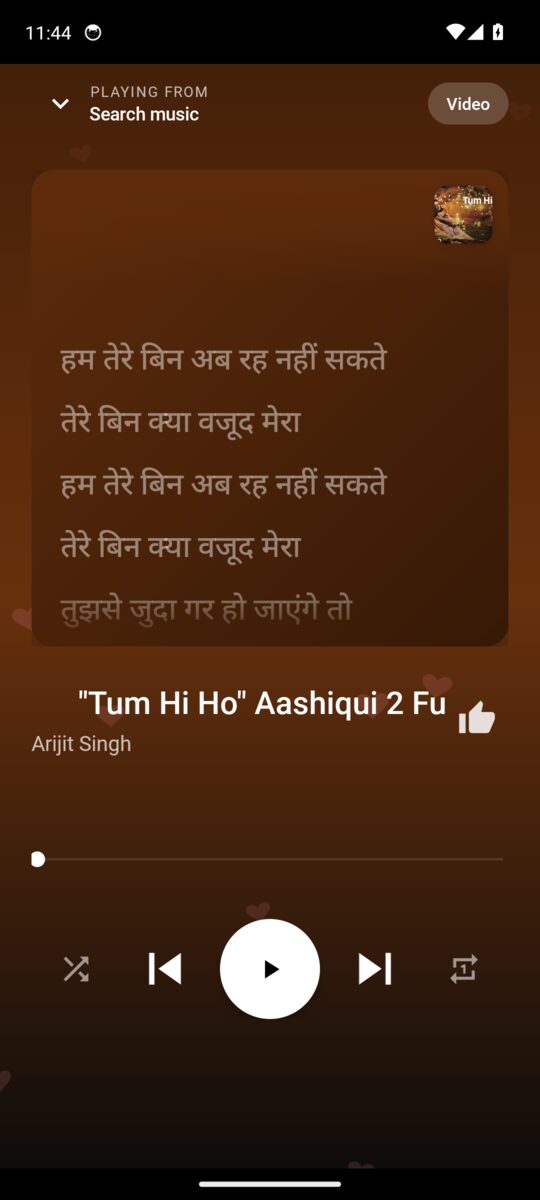 11:44
PLAYING FROM
Search music
Video
Tum Hi
हम तेरे बिन अब रह नहीं सकते
तेरे बिन क्या वजूद मेरा
हम तेरे बिन अब रह नहीं सकते
तेरे बिन क्या वजूद मेरा
तुझसे जुदा गर हो जाएंगे तो
"Tum Hi Ho" Aashiqui 2 Fu
Arijit Singh
1